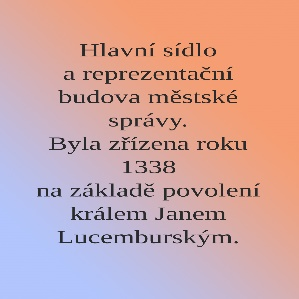 Hlavní sídlo
a reprezentační
budova městské
správy.
Byla zřízena roku
1338
na základě povolení
králem Janem
Lucemburským.